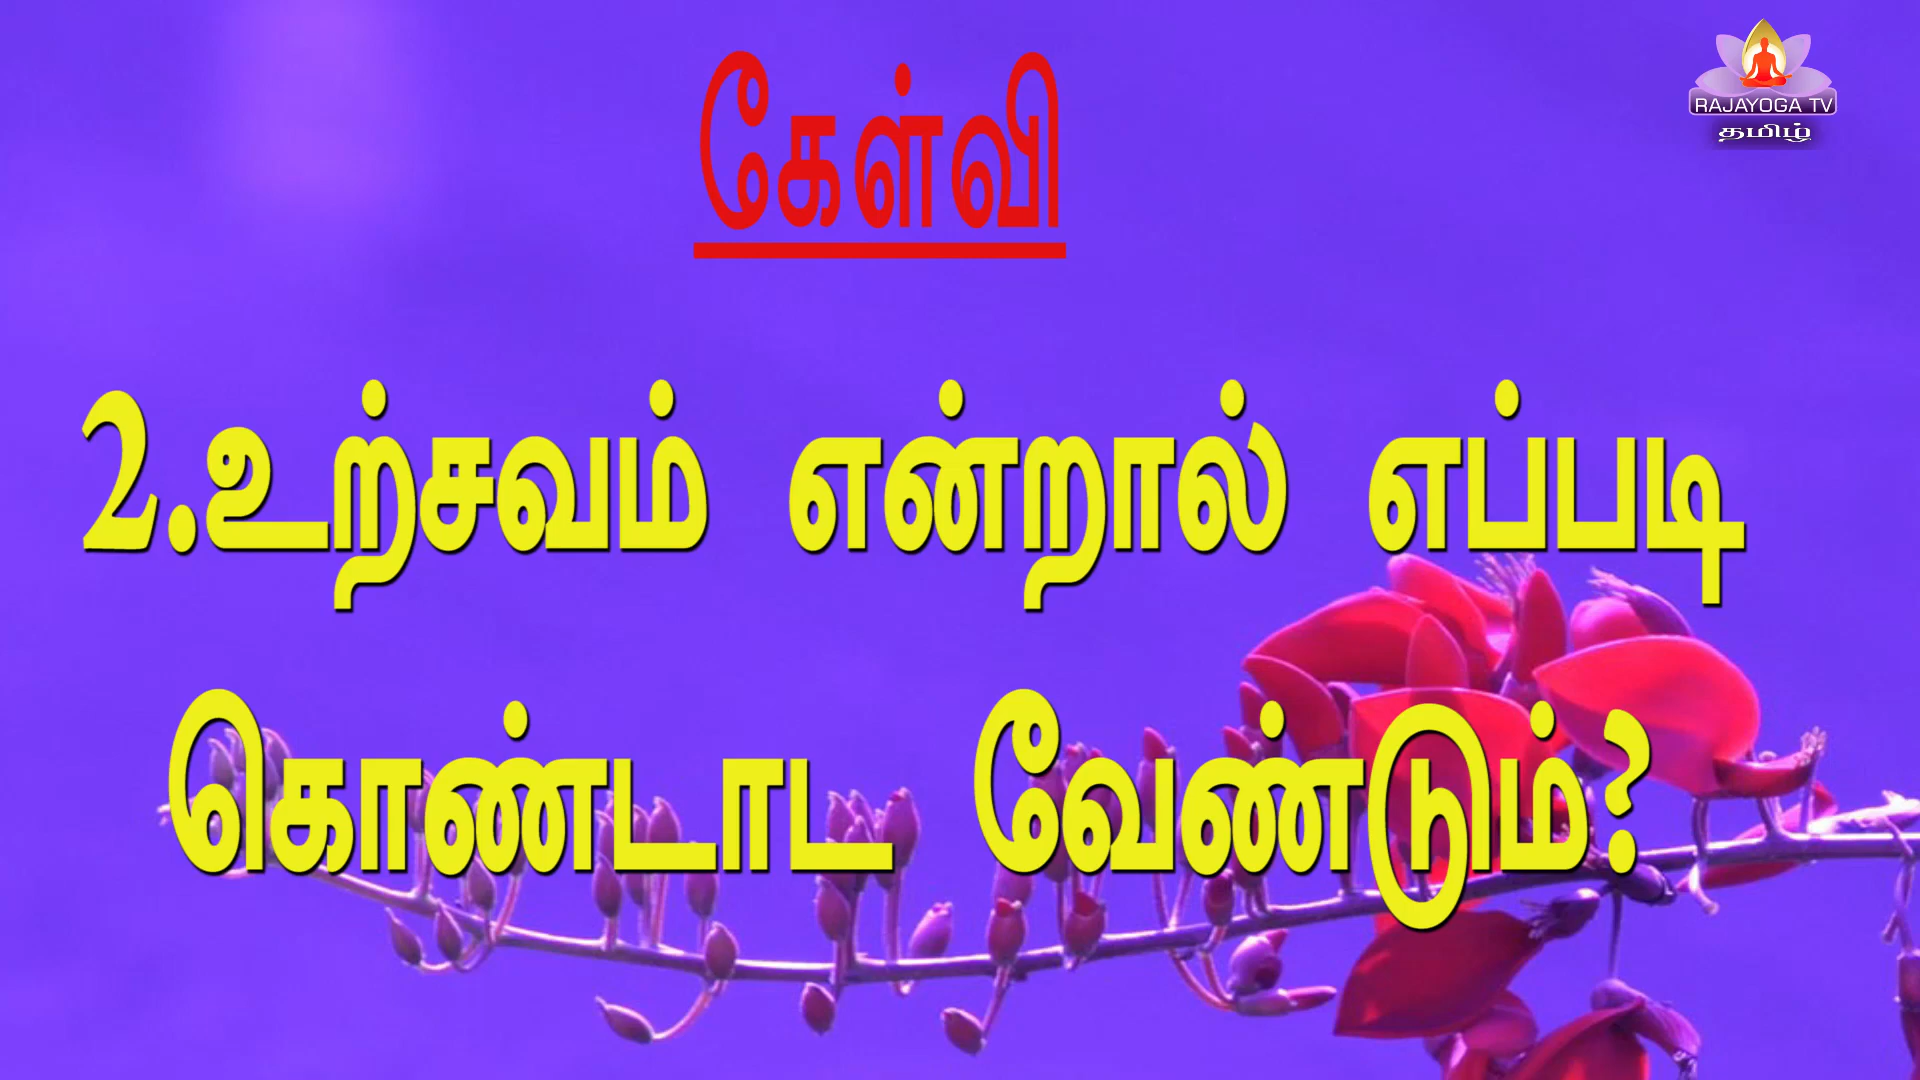 RAJAYOGA TV
தமிழ்
கேள்வி
2.உற்சவம் என்றால் எப்படி
கொண்டாட வேண்டும்?